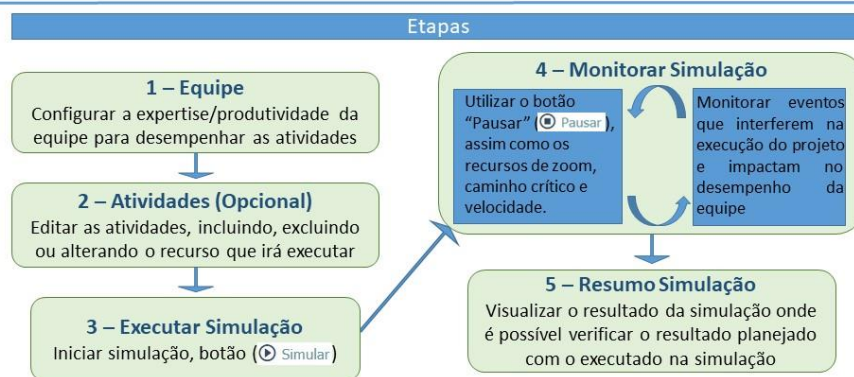 Etapas
1 – Equipe
Configurar a expertise/produtividade da
equipe para desempenhar as atividades
2 – Atividades (Opcional)
Editar as atividades, incluindo, excluindo
ou alterando o recurso que irá executar
3 – Executar Simulação
Iniciar simulação, botão ( Simular)
4 – Monitorar Simulação
Utilizar o botão
“Pausar” ( Pausar),
assim como os
recursos de zoom,
caminho crítico e
velocidade.
Monitorar eventos
que interferem na
execução do projeto
e impactam no
desempenho da
equipe
5 – Resumo Simulação
Visualizar o resultado da simulação onde
é possível verificar o resultado planejado
com o executado na simulação